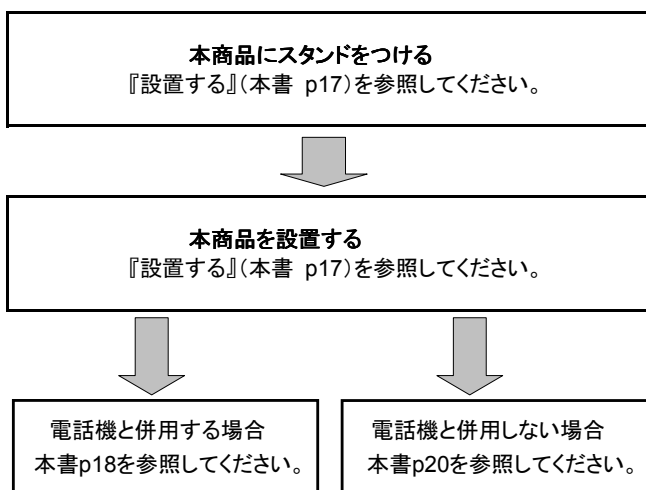 本商品にスタンドをつける
『設置する』(本書 p17)を参照してください。
本商品を設置する
『設置する』(本書 p17)を参照してください。
電話機と併用する場合
本書p18を参照してください。
電話機と併用しない場合
本書p20を参照してください。